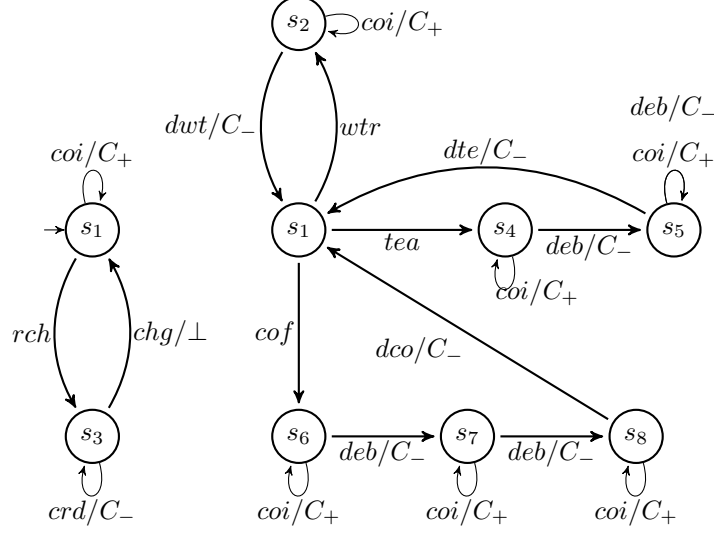 s₂ coi/C₊
dwt/C₋ wtr
deb/C₋
coi/C₊ dte/C₋ coi/C₊
s₁ s₁ s₄ s₅
tea deb/C₋
coi/C₊
rch chg/⊥ cof dco/C₋
s₃ s₆ s₇ s₈
deb/C₋ deb/C₋
crd/C₋ coi/C₊ coi/C₊ coi/C₊